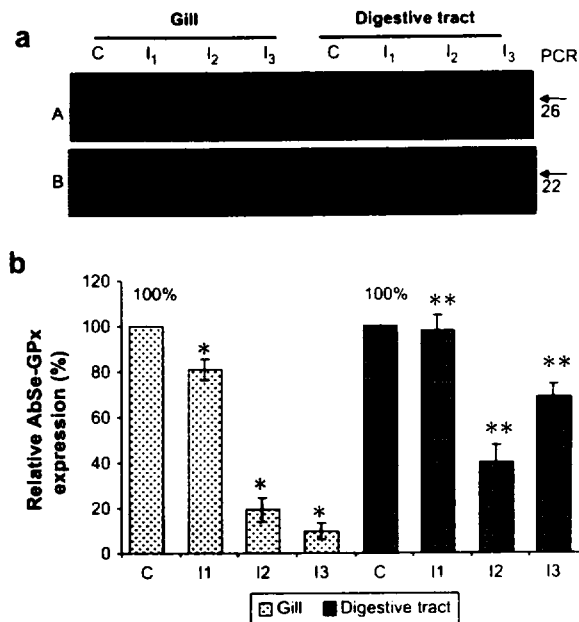 a
Gill Digestive tract
C I₁ I₂ I₃ C I₁ I₂ I₃ PCR
A 26
B 22
b
Relative AbSe-GPx
expression (%)
120
100
80
60
40
20
0
100% 100%
* * * ** ** **
C I1 I2 I3 C I1 I2 I3
Gill Digestive tract